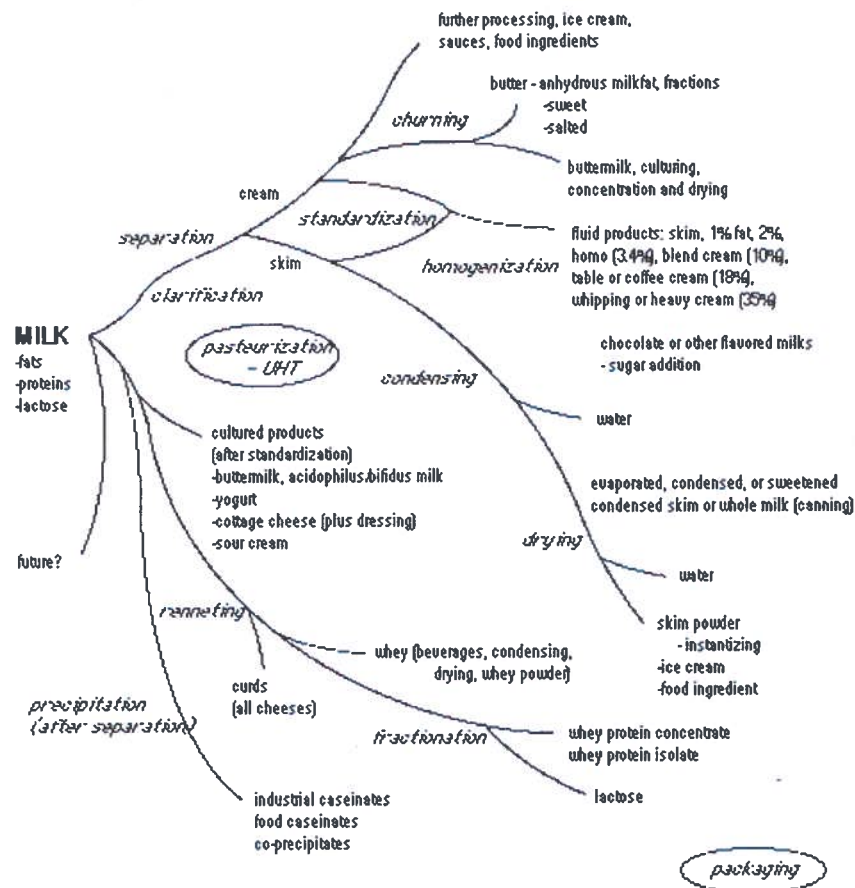 further processing, ice cream,
sauces, food ingredients
butter - anhydrous milkfat, fractions
-sweet
-salted
churning
buttermilk, culturing,
concentration and drying
cream
standardization
separation
skim
fluid products: skim, 1% fat, 2%,
homo (3.4%), blend cream (10%),
table or coffee cream (18%),
whipping or heavy cream (35%)
homogenization
clarification
MILK
-fats
-proteins
-lactose
pasteurization
- UHT
chocolate or other flavored milks
- sugar addition
condensing
water
cultured products
(after standardization)
-buttermilk, acidophilus/bifidus milk
-yogurt
-cottage cheese (plus dressing)
-sour cream
evaporated, condensed, or sweetened
condensed skim or whole milk (canning)
drying
future?
water
renneting
skim powder
- instantizing
-ice cream
-food ingredient
whey (beverages, condensing,
drying, whey powder)
curds
(all cheeses)
precipitation
(after separation)
fractionation
whey protein concentrate
whey protein isolate
lactose
industrial caseinates
food caseinates
co-precipitates
packaging